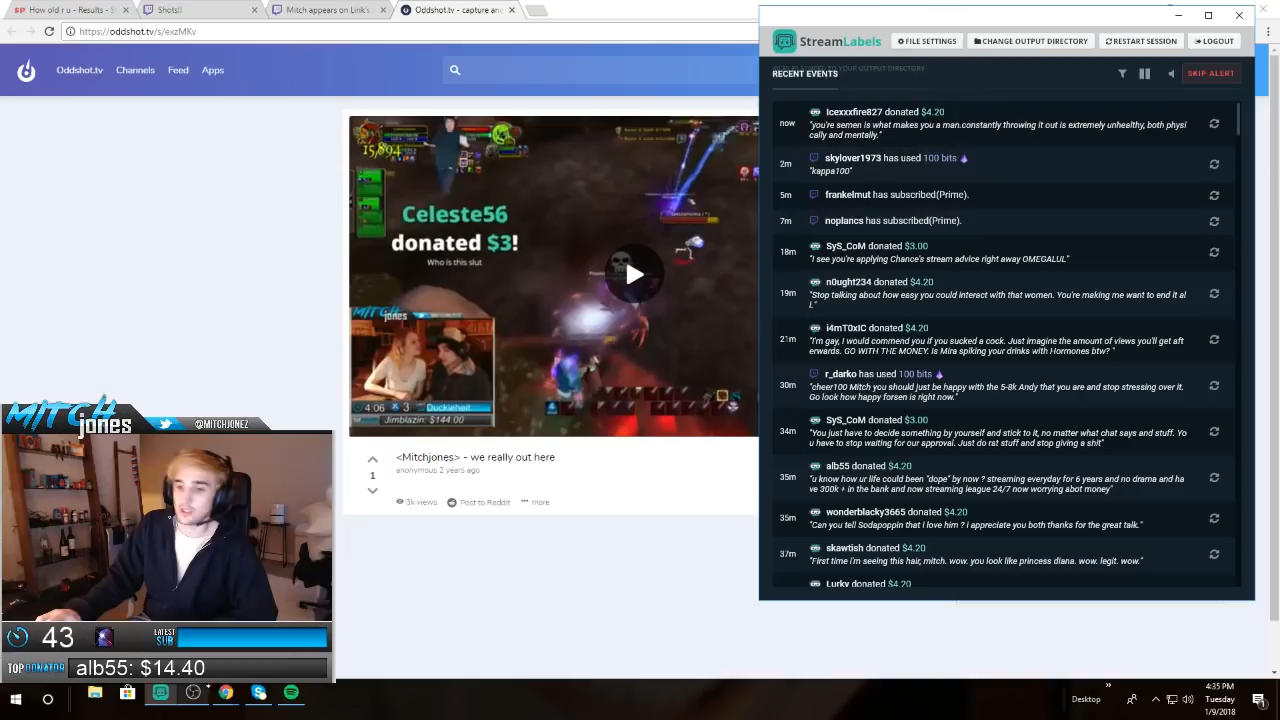 How old r u - Results
Shots!!
Mitch appears on Link's
Oddshot.tv - capture an
https://oddshot.tv/s/exzMKv
Oddshot.tv Channels Feed Apps
StreamLabels
FILE SETTINGS
CHANGE OUTPUT DIRECTORY
RESTART SESSION
LOGOUT
RECENT EVENTS
SKIP ALERT
now
Icexxxfire827 donated $4.20
"you're semen is what makes you a man.constantly throwing it out is extremely unhealthy, both physi
cally and mentally."
2m
skylover1973 has used 100 bits
"kappa100"
5m
frankelmut has subscribed(Prime).
7m
noplancs has subscribed(Prime).
18m
SyS_CoM donated $3.00
"I see you're applying Chance's stream advice right away OMEGALUL"
19m
n0ught234 donated $4.20
"Stop talking about how easy you could interact with that women. You're making me want to end it al
l."
21m
i4mT0xIC donated $4.20
"I'm gay, I would commend you if you sucked a cock. Just imagine the amount of views you'll get aft
erwards. GO WITH THE MONEY. Is Mira spiking your drinks with Hormones btw? "
30m
r_darko has used 100 bits
"cheer100 Mitch you should just be happy with the 5-8k Andy that you are and stop stressing over it.
Go look how happy forsen is right now."
34m
SyS_CoM donated $3.00
"You just have to decide something by yourself and stick to it, no matter what chat says and stuff. Yo
u have to stop waiting for our approval. Just do rat stuff and stop giving a shit"
35m
alb55 donated $4.20
"u know how ur life could been "dope" by now ? streaming everyday for 6 years and no drama and ha
ve 300k + in the bank and now streaming league 24/7 now worrying abot money"
35m
wonderblacky3665 donated $4.20
"Can you tell Sodapoppin that I love him ? i appreciate you both thanks for the great talk."
37m
skawtish donated $4.20
"First time i'm seeing this hair, mitch. wow. you look like princess diana. wow. legit. wow."
Lurky donated $4.20
15,894
Celeste56
donated $3!
Who is this slut
MITCH
jones
4:06
3
Duckieheit
Jimblazin: $144.00
<Mitchjones> - we really out here
anonymous 2 years ago
1
3k views
Post to Reddit
more
MITCH
jones
@MITCHJONEZ
43
LATEST
SUB
TOP DONATOR
alb55: $14.40
Desktop
4:35 PM
Tuesday
1/9/2018